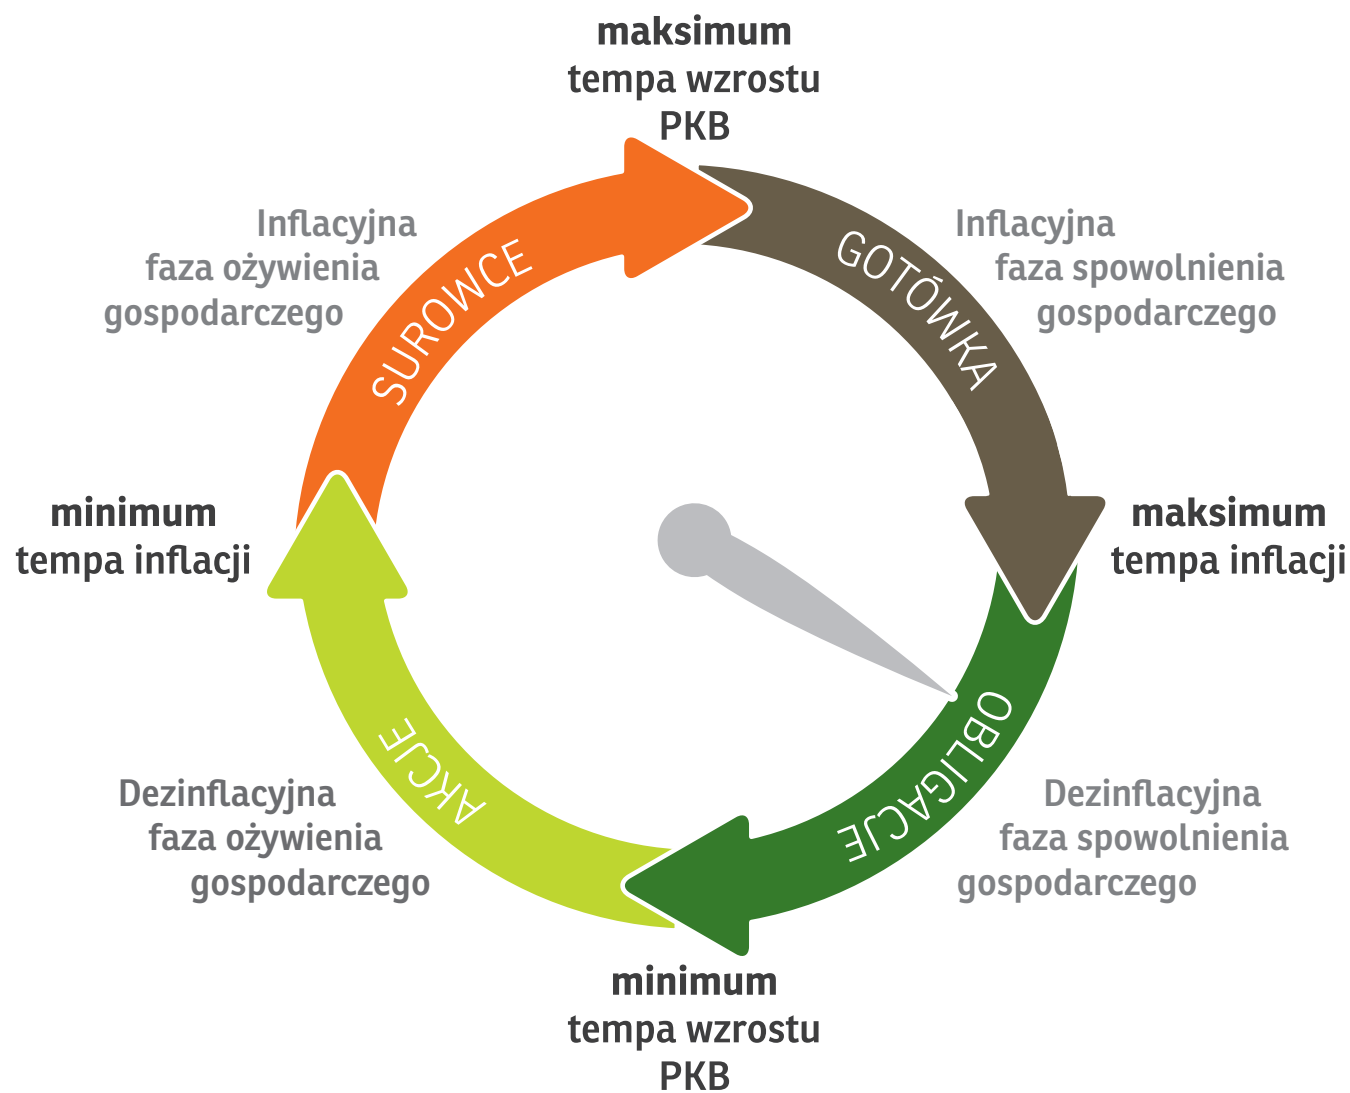 maksimum
tempa wzrostu
PKB
Inflacyjna
faza ożywienia
gospodarczego
Inflacyjna
faza spowolnienia
gospodarczego
SUROWCE
GOTÓWKA
minimum
tempa inflacji
maksimum
tempa inflacji
AKCJE
OBLIGACJE
Dezinflacyjna
faza ożywienia
gospodarczego
Dezinflacyjna
faza spowolnienia
gospodarczego
minimum
tempa wzrostu
PKB